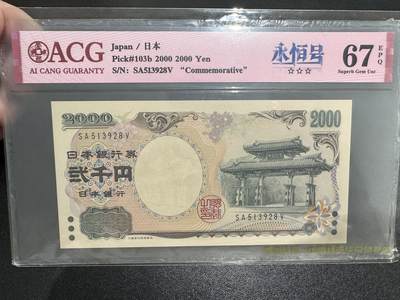 ACG
AI CANG GUARANTY
Japan / 日本
Pick#103b 2000 2000 Yen
S/N: SA513928V “Commemorative”
永恒号
☆☆☆
67 EPQ
Superb Gem Unc
2000
2000
SA513928V
日本銀行券
弐千円
日本銀行
SA513928V